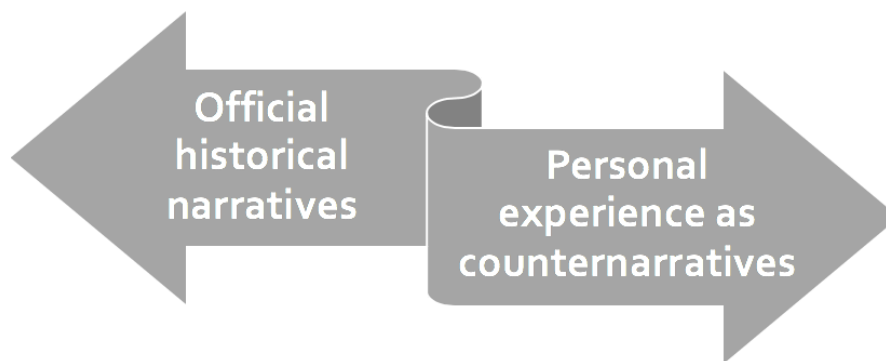 Official
historical
narratives
Personal
experience as
counternarratives